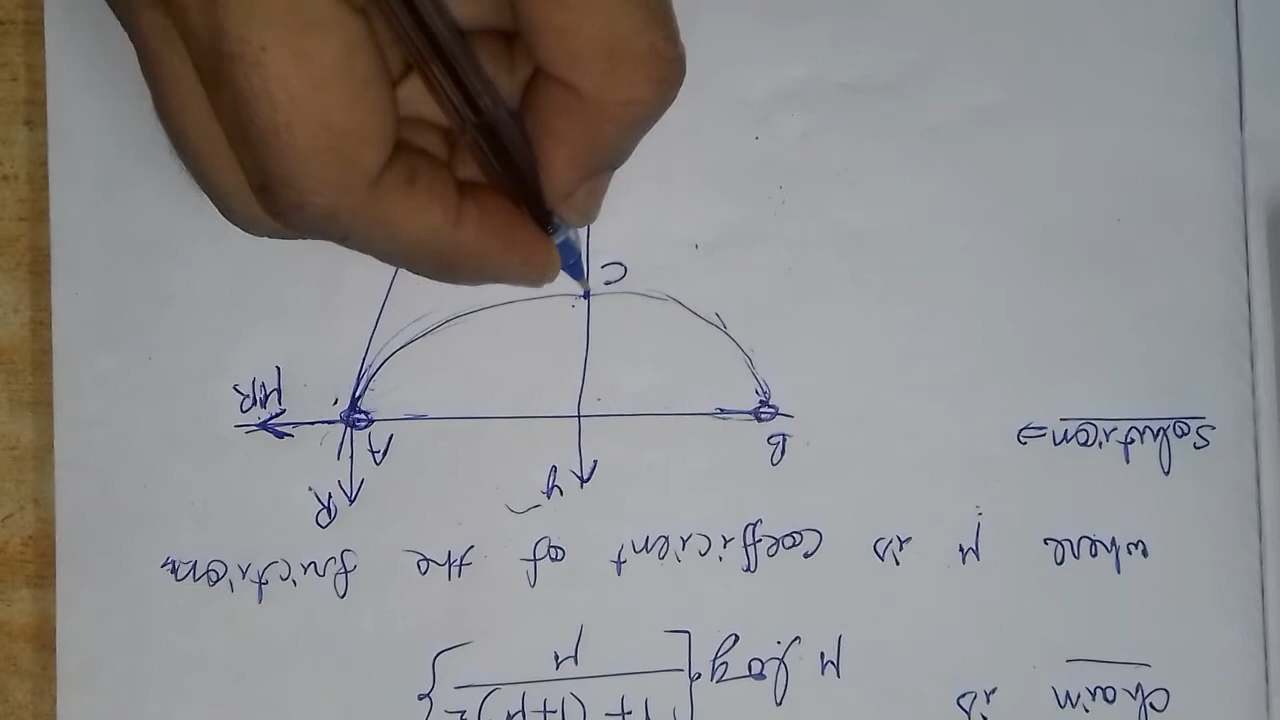 chain is μ log
μ
where μ is coefficient of the friction
Solution ⇒
y
R
B
A
μR
C